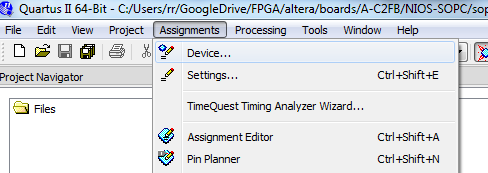 Quartus II 64-Bit - C:/Users/rr/GoogleDrive/FPGA/altera/boards/A-C2FB/NIOS-SOPC/sop
File Edit View Project Assignments Processing Tools Window Help
Project Navigator
Files
Device...
Settings... Ctrl+Shift+E
TimeQuest Timing Analyzer Wizard...
Assignment Editor Ctrl+Shift+A
Pin Planner Ctrl+Shift+N